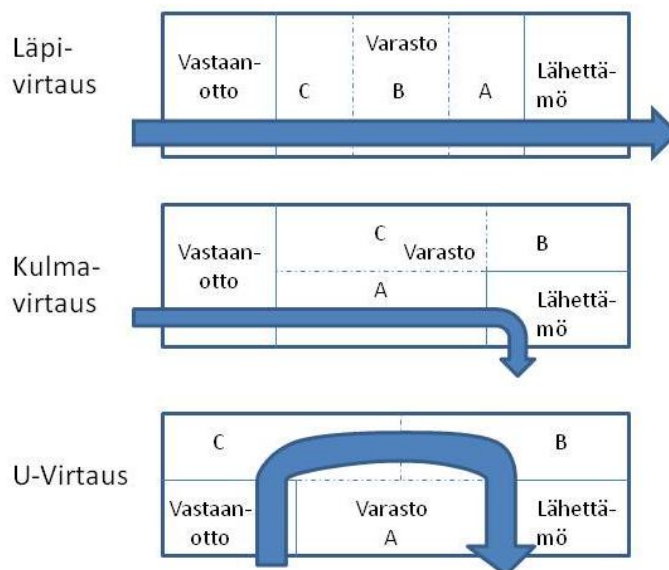 Läpi-
virtaus
Vastaan-
otto
Varasto
C
B
A
Lähettä-
mö
Kulma-
virtaus
Vastaan-
otto
C
Varasto
B
A
Lähettä-
mö
U-Virtaus
C
B
Vastaan-
otto
Varasto
A
Lähettä-
mö